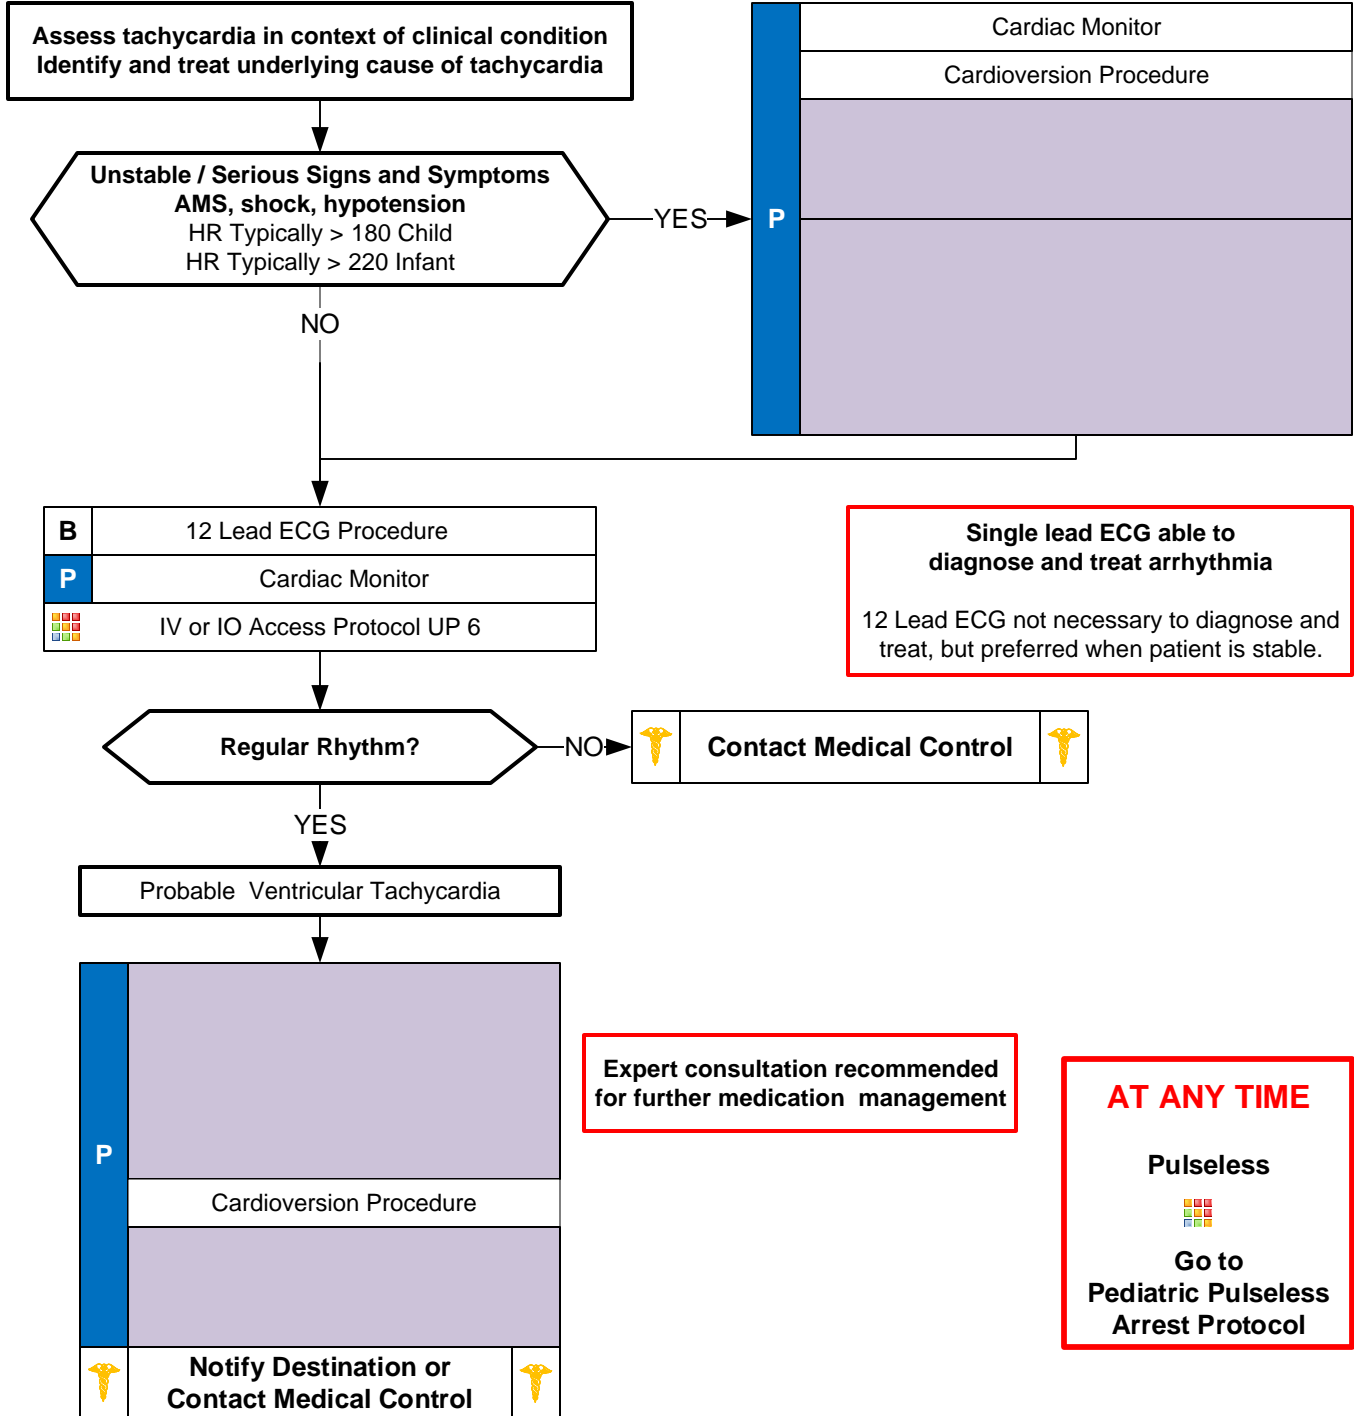 Assess tachycardia in context of clinical condition
Identify and treat underlying cause of tachycardia
Unstable / Serious Signs and Symptoms
AMS, shock, hypotension
HR Typically > 180 Child
HR Typically > 220 Infant
YES
P
Cardiac Monitor
Cardioversion Procedure
NO
B
12 Lead ECG Procedure
P
Cardiac Monitor
IV or IO Access Protocol UP 6
Single lead ECG able to
diagnose and treat arrhythmia
12 Lead ECG not necessary to diagnose and
treat, but preferred when patient is stable.
Regular Rhythm?
NO
Contact Medical Control
YES
Probable Ventricular Tachycardia
P
Cardioversion Procedure
Notify Destination or
Contact Medical Control
Expert consultation recommended
for further medication management
AT ANY TIME
Pulseless
Go to
Pediatric Pulseless
Arrest Protocol